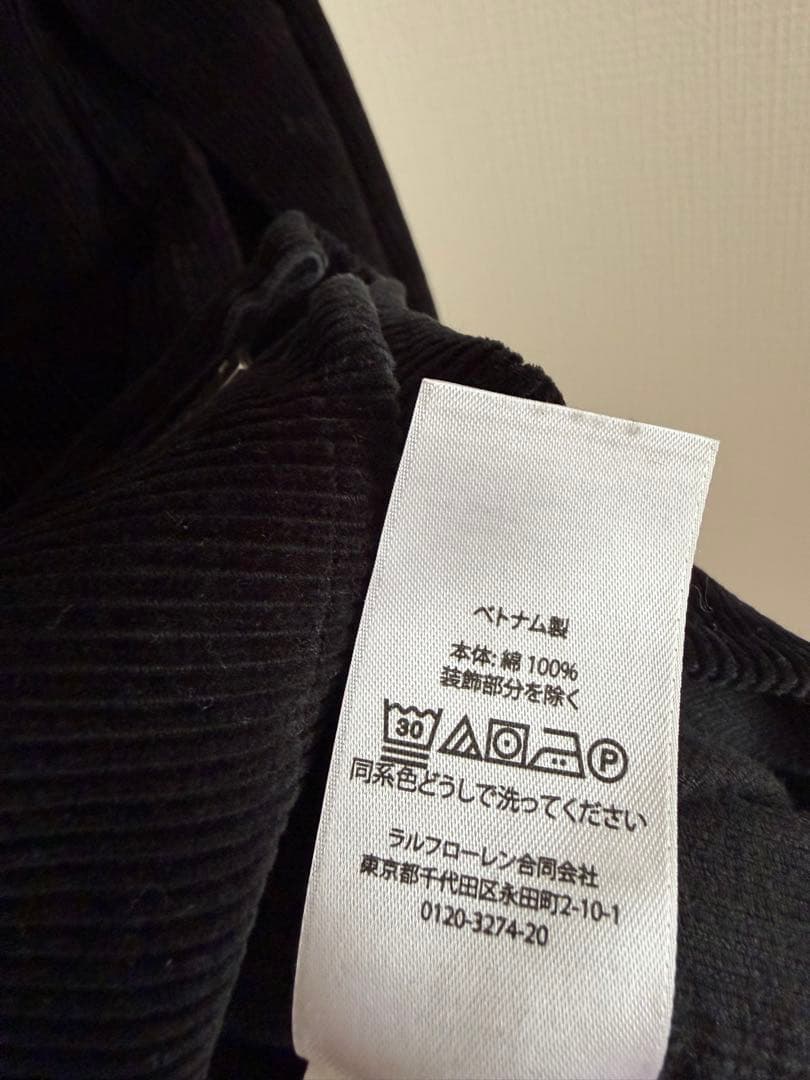 ベトナム製
本体: 綿 100%
装飾部分を除く
30 P
同系色どうしで洗ってください
ラルフローレン合同会社
東京都千代田区永田町2-10-1
0120-3274-20